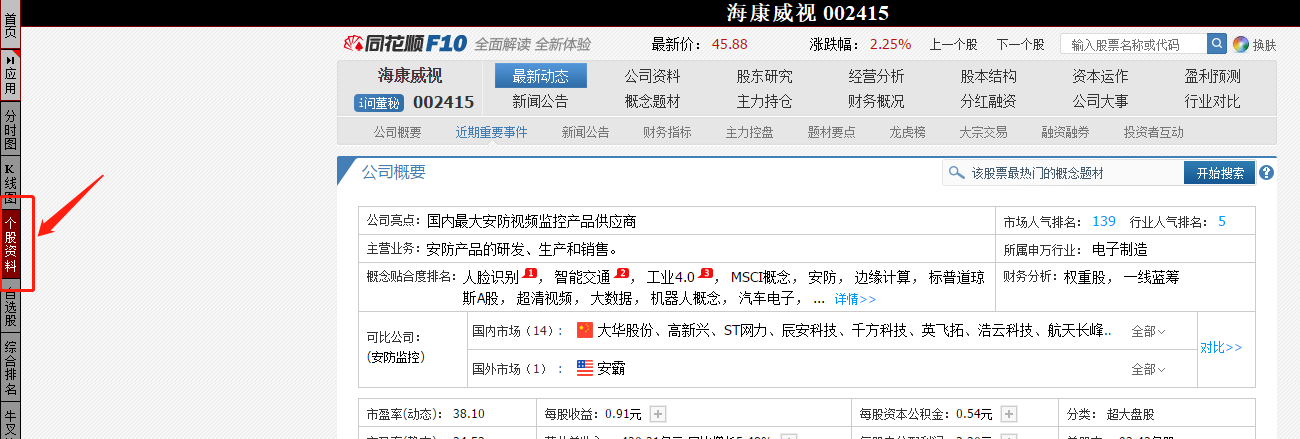 海康威视 002415
首页
应用
分时图
K线图
个股资料
自选股
综合排名
牛叉
同花顺F10 全面解读 全新体验 最新价: 45.88 涨跌幅: 2.25% 上一个股 下一个股 输入股票名称或代码 换肤
海康威视 最新动态 公司资料 股东研究 经营分析 股本结构 资本运作 盈利预测
i问董秘 002415 新闻公告 概念题材 主力持仓 财务概况 分红融资 公司大事 行业对比
公司概要 近期重要事件 新闻公告 财务指标 主力控盘 题材要点 龙虎榜 大宗交易 融资融券 投资者互动
公司概要 该股票最热门的概念题材 开始搜索 ?
公司亮点: 国内最大安防视频监控产品供应商 市场人气排名: 139 行业人气排名: 5
主营业务: 安防产品的研发、生产和销售。 所属申万行业: 电子制造
概念贴合度排名: 人脸识别1, 智能交通2, 工业4.0 3, MSCI概念, 安防, 边缘计算, 标普道琼 财务分析: 权重股, 一线蓝筹
斯A股, 超清视频, 大数据, 机器人概念, 汽车电子, ... 详情>>
可比公司:
(安防监控)
国内市场(14): 大华股份、高新兴、ST网力、辰安科技、千方科技、英飞拓、浩云科技、航天长峰.. 全部
国外市场(1): 安霸 全部
对比>>
市盈率(动态): 38.10 每股收益: 0.91元 + 每股资本公积金: 0.54元 + 分类: 超大盘股